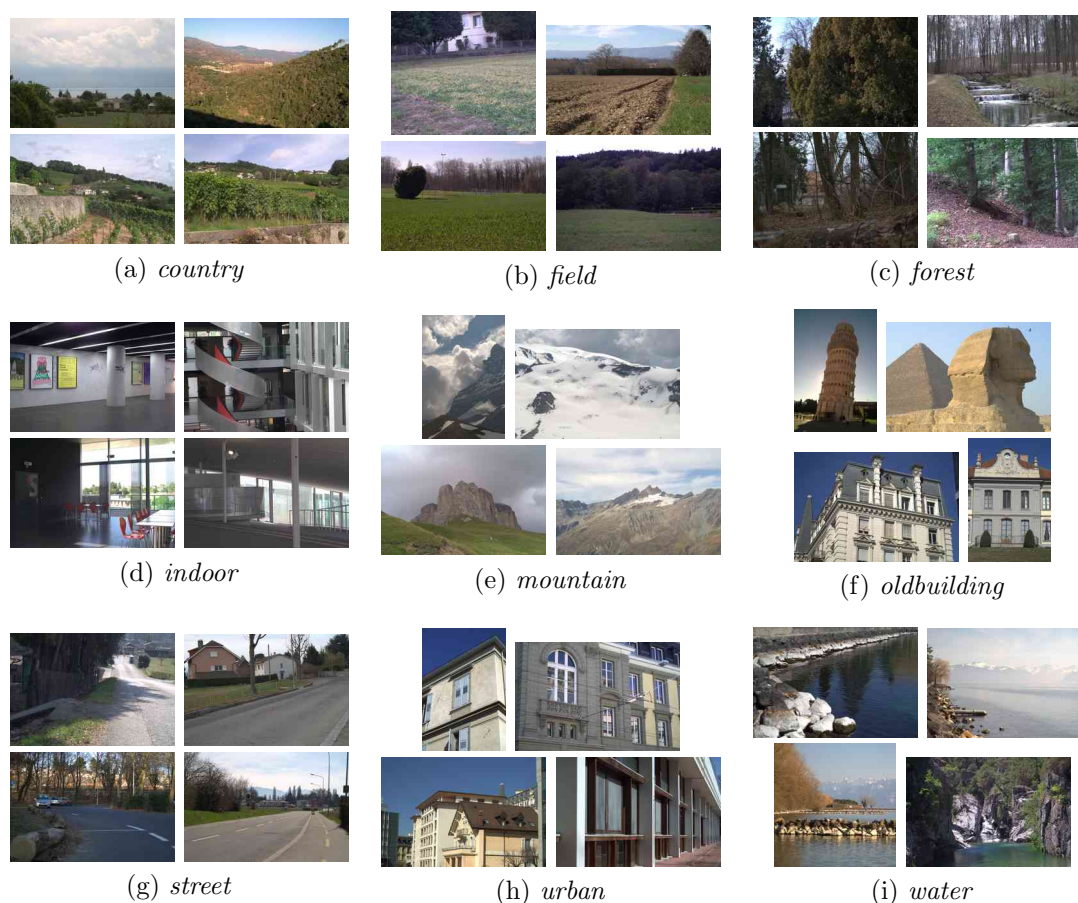 (a) country
(b) field
(c) forest
(d) indoor
(e) mountain
(f) oldbuilding
(g) street
(h) urban
(i) water